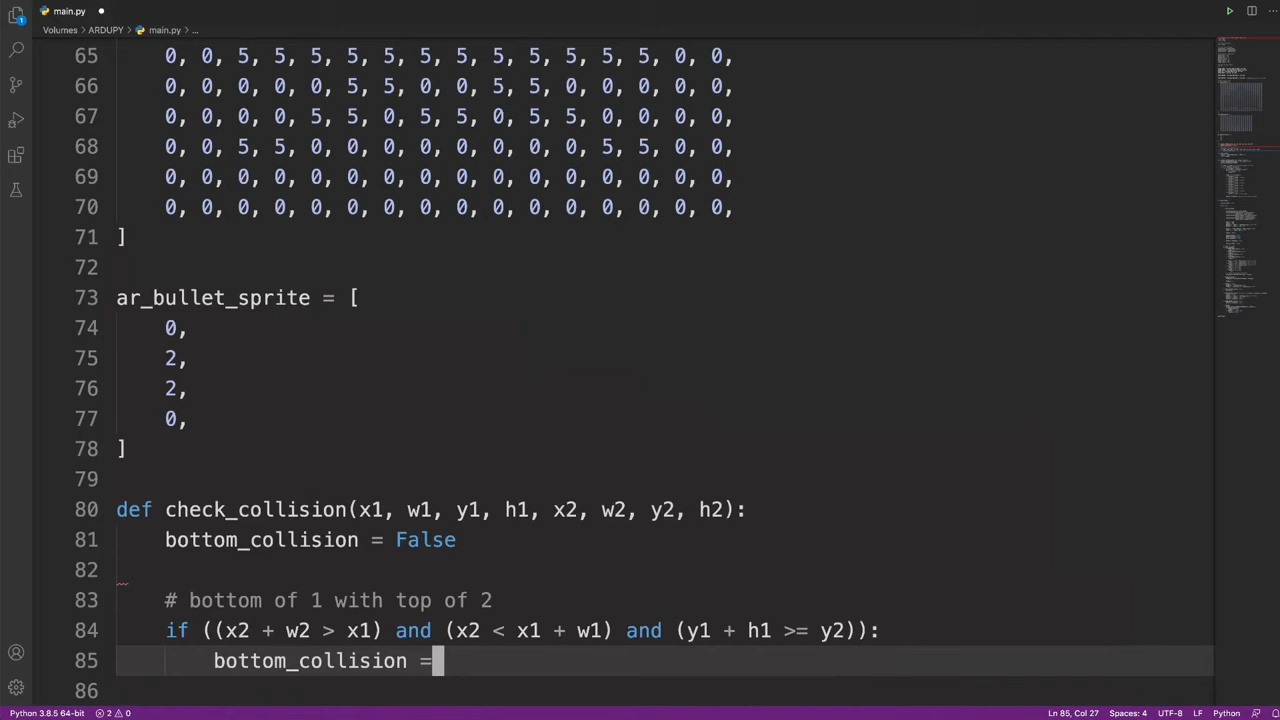 main.py
Volumes ARDUPY main.py ...
65 0, 0, 5, 5, 5, 5, 5, 5, 5, 5, 5, 5, 5, 5, 0, 0,
66 0, 0, 0, 0, 0, 5, 5, 0, 5, 5, 0, 0, 0, 0, 0, 0,
67 0, 0, 0, 0, 5, 5, 0, 5, 5, 0, 5, 5, 0, 0, 0, 0,
68 0, 0, 5, 5, 0, 0, 0, 0, 0, 0, 0, 0, 5, 5, 0, 0,
69 0, 0, 0, 0, 0, 0, 0, 0, 0, 0, 0, 0, 0, 0, 0, 0,
70 0, 0, 0, 0, 0, 0, 0, 0, 0, 0, 0, 0, 0, 0, 0, 0,
71 ]
72
73 ar_bullet_sprite = [
74 0,
75 2,
76 2,
77 0,
78 ]
79
80 def check_collision(x1, w1, y1, h1, x2, w2, y2, h2):
81 bottom_collision = False
82
83 # bottom of 1 with top of 2
84 if ((x2 + w2 > x1) and (x2 < x1 + w1) and (y1 + h1 >= y2)):
85 bottom_collision =
86
1
Python 3.8.5 64-bit 2 0 Ln 85, Col 27 Spaces: 4 UTF-8 LF Python